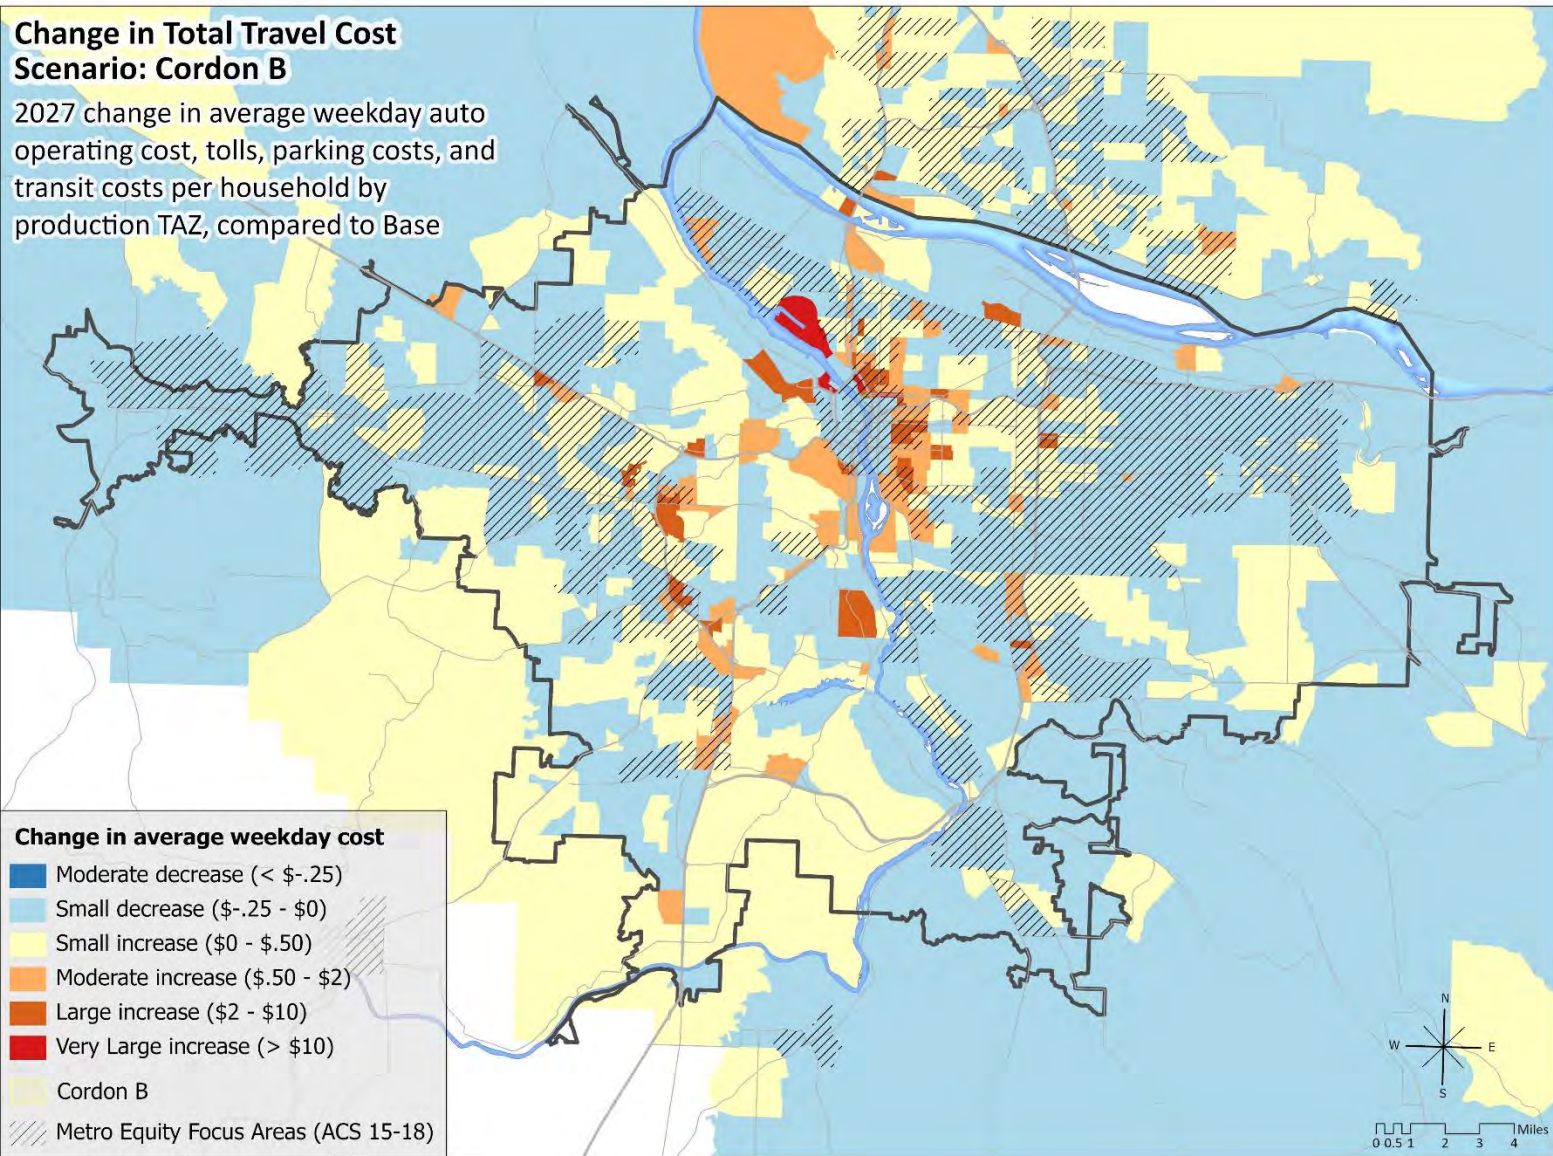 Change in Total Travel Cost
Scenario: Cordon B
2027 change in average weekday auto
operating cost, tolls, parking costs, and
transit costs per household by
production TAZ, compared to Base
Change in average weekday cost
Moderate decrease (< $-.25)
Small decrease ($-.25 - $0)
Small increase ($0 - $.50)
Moderate increase ($.50 - $2)
Large increase ($2 - $10)
Very Large increase (> $10)
Cordon B
Metro Equity Focus Areas (ACS 15-18)
N
W E
S
Miles
0 0.5 1 2 3 4